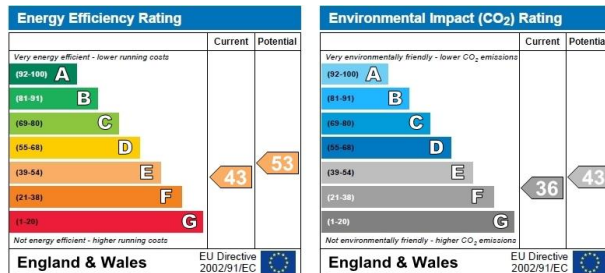 Energy Efficiency Rating
Current Potential
Very energy efficient - lower running costs
(92-100) A
(81-91) B
(69-80) C
(55-68) D
(39-54) E
(21-38) F
(1-20) G
43
53
Not energy efficient - higher running costs
England & Wales
EU Directive
2002/91/EC
Environmental Impact (CO₂) Rating
Current Potential
Very environmentally friendly - lower CO₂ emissions
(92-100) A
(81-91) B
(69-80) C
(55-68) D
(39-54) E
(21-38) F
(1-20) G
36
43
Not environmentally friendly - higher CO₂ emissions
England & Wales
EU Directive
2002/91/EC